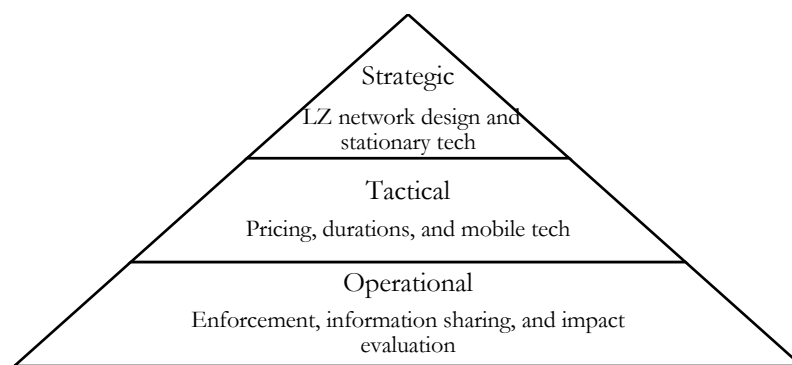 Strategic
LZ network design and
stationary tech
Tactical
Pricing, durations, and mobile tech
Operational
Enforcement, information sharing, and impact
evaluation